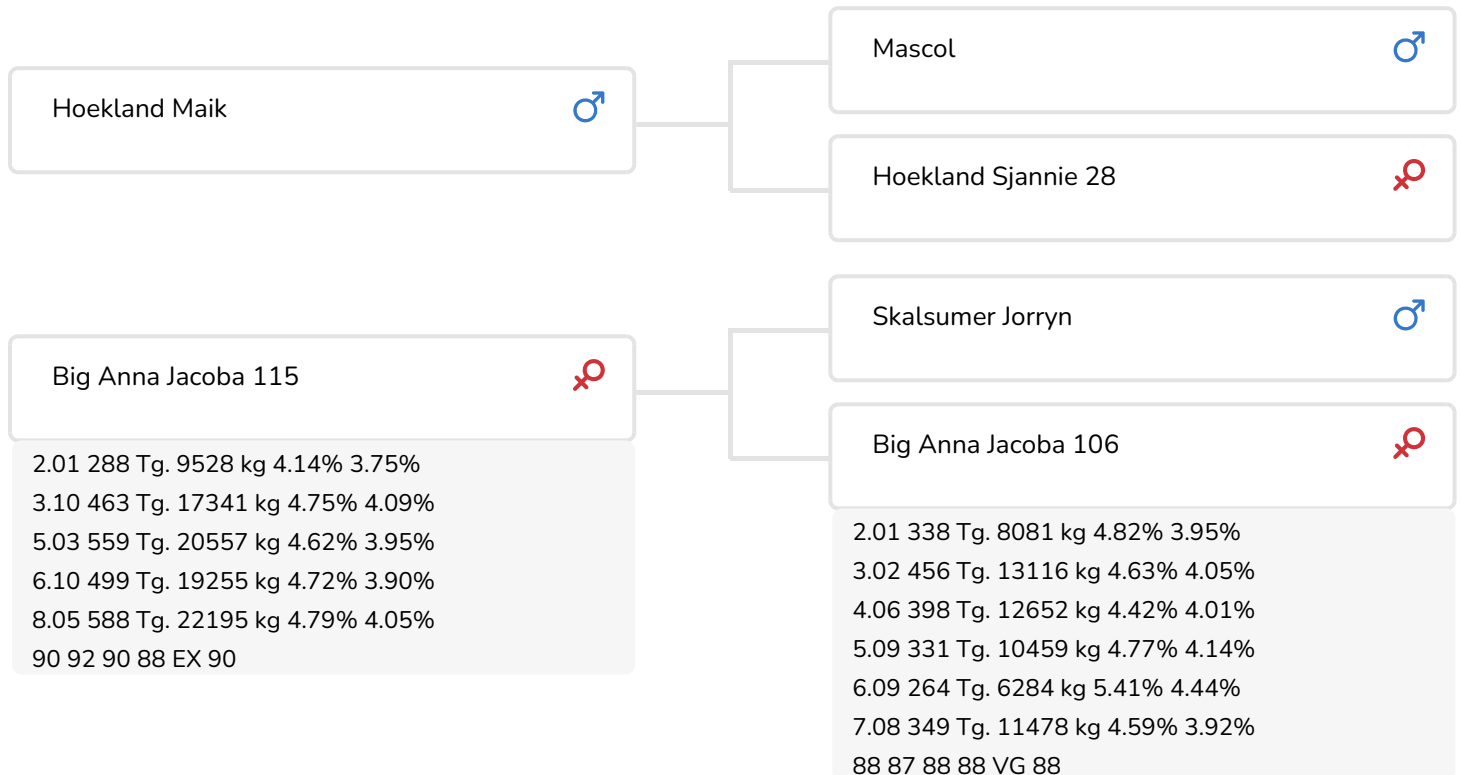 Mascol
Hoekland Maik
Hoekland Sjannie 28
Skalsumer Jorryn
Big Anna Jacoba 115
2.01 288 Tg. 9528 kg 4.14% 3.75%
3.10 463 Tg. 17341 kg 4.75% 4.09%
5.03 559 Tg. 20557 kg 4.62% 3.95%
6.10 499 Tg. 19255 kg 4.72% 3.90%
8.05 588 Tg. 22195 kg 4.79% 4.05%
90 92 90 88 EX 90
Big Anna Jacoba 106
2.01 338 Tg. 8081 kg 4.82% 3.95%
3.02 456 Tg. 13116 kg 4.63% 4.05%
4.06 398 Tg. 12652 kg 4.42% 4.01%
5.09 331 Tg. 10459 kg 4.77% 4.14%
6.09 264 Tg. 6284 kg 5.41% 4.44%
7.08 349 Tg. 11478 kg 4.59% 3.92%
88 87 88 88 VG 88